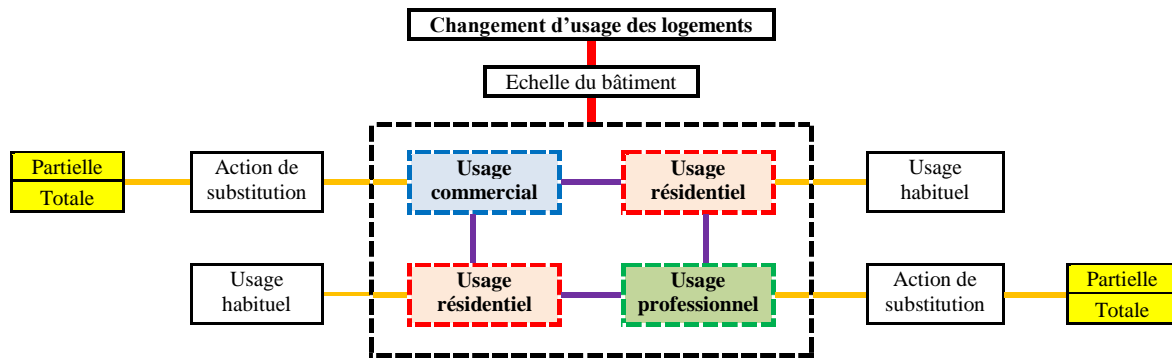 Changement d'usage des logements
Echelle du bâtiment
Partielle
Totale
Action de
substitution
Usage
commercial
Usage
résidentiel
Usage
habituel
Usage
habituel
Usage
résidentiel
Usage
professionnel
Action de
substitution
Partielle
Totale